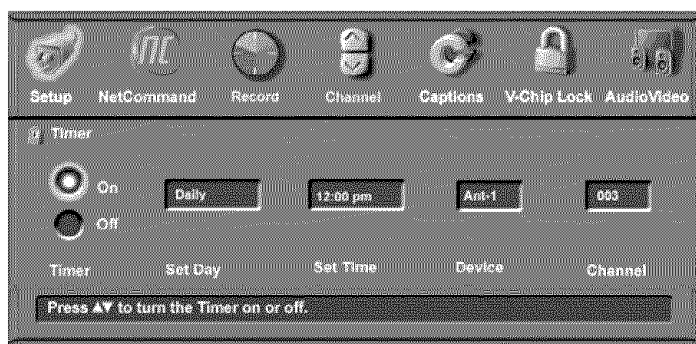 Setup NetCommand Record Channel Captions V-Chip Lock AudioVideo
Timer
On
Off
Daily 12:00 pm Ant-1 003
Timer Set Day Set Time Device Channel
Press ▲▼ to turn the Timer on or off.